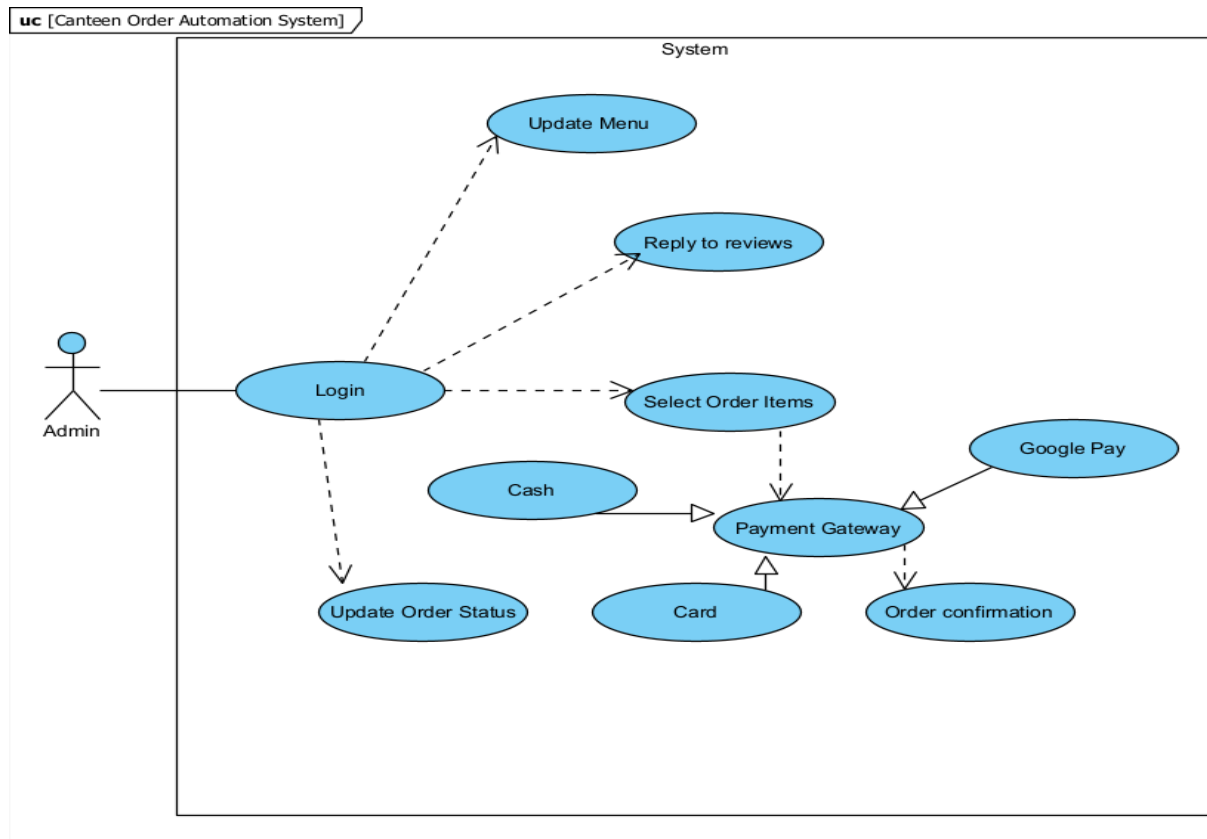 uc [Canteen Order Automation System]
System
Update Menu
Reply to reviews
Admin
Login
Select Order Items
Google Pay
Cash
Payment Gateway
Update Order Status
Card
Order confirmation